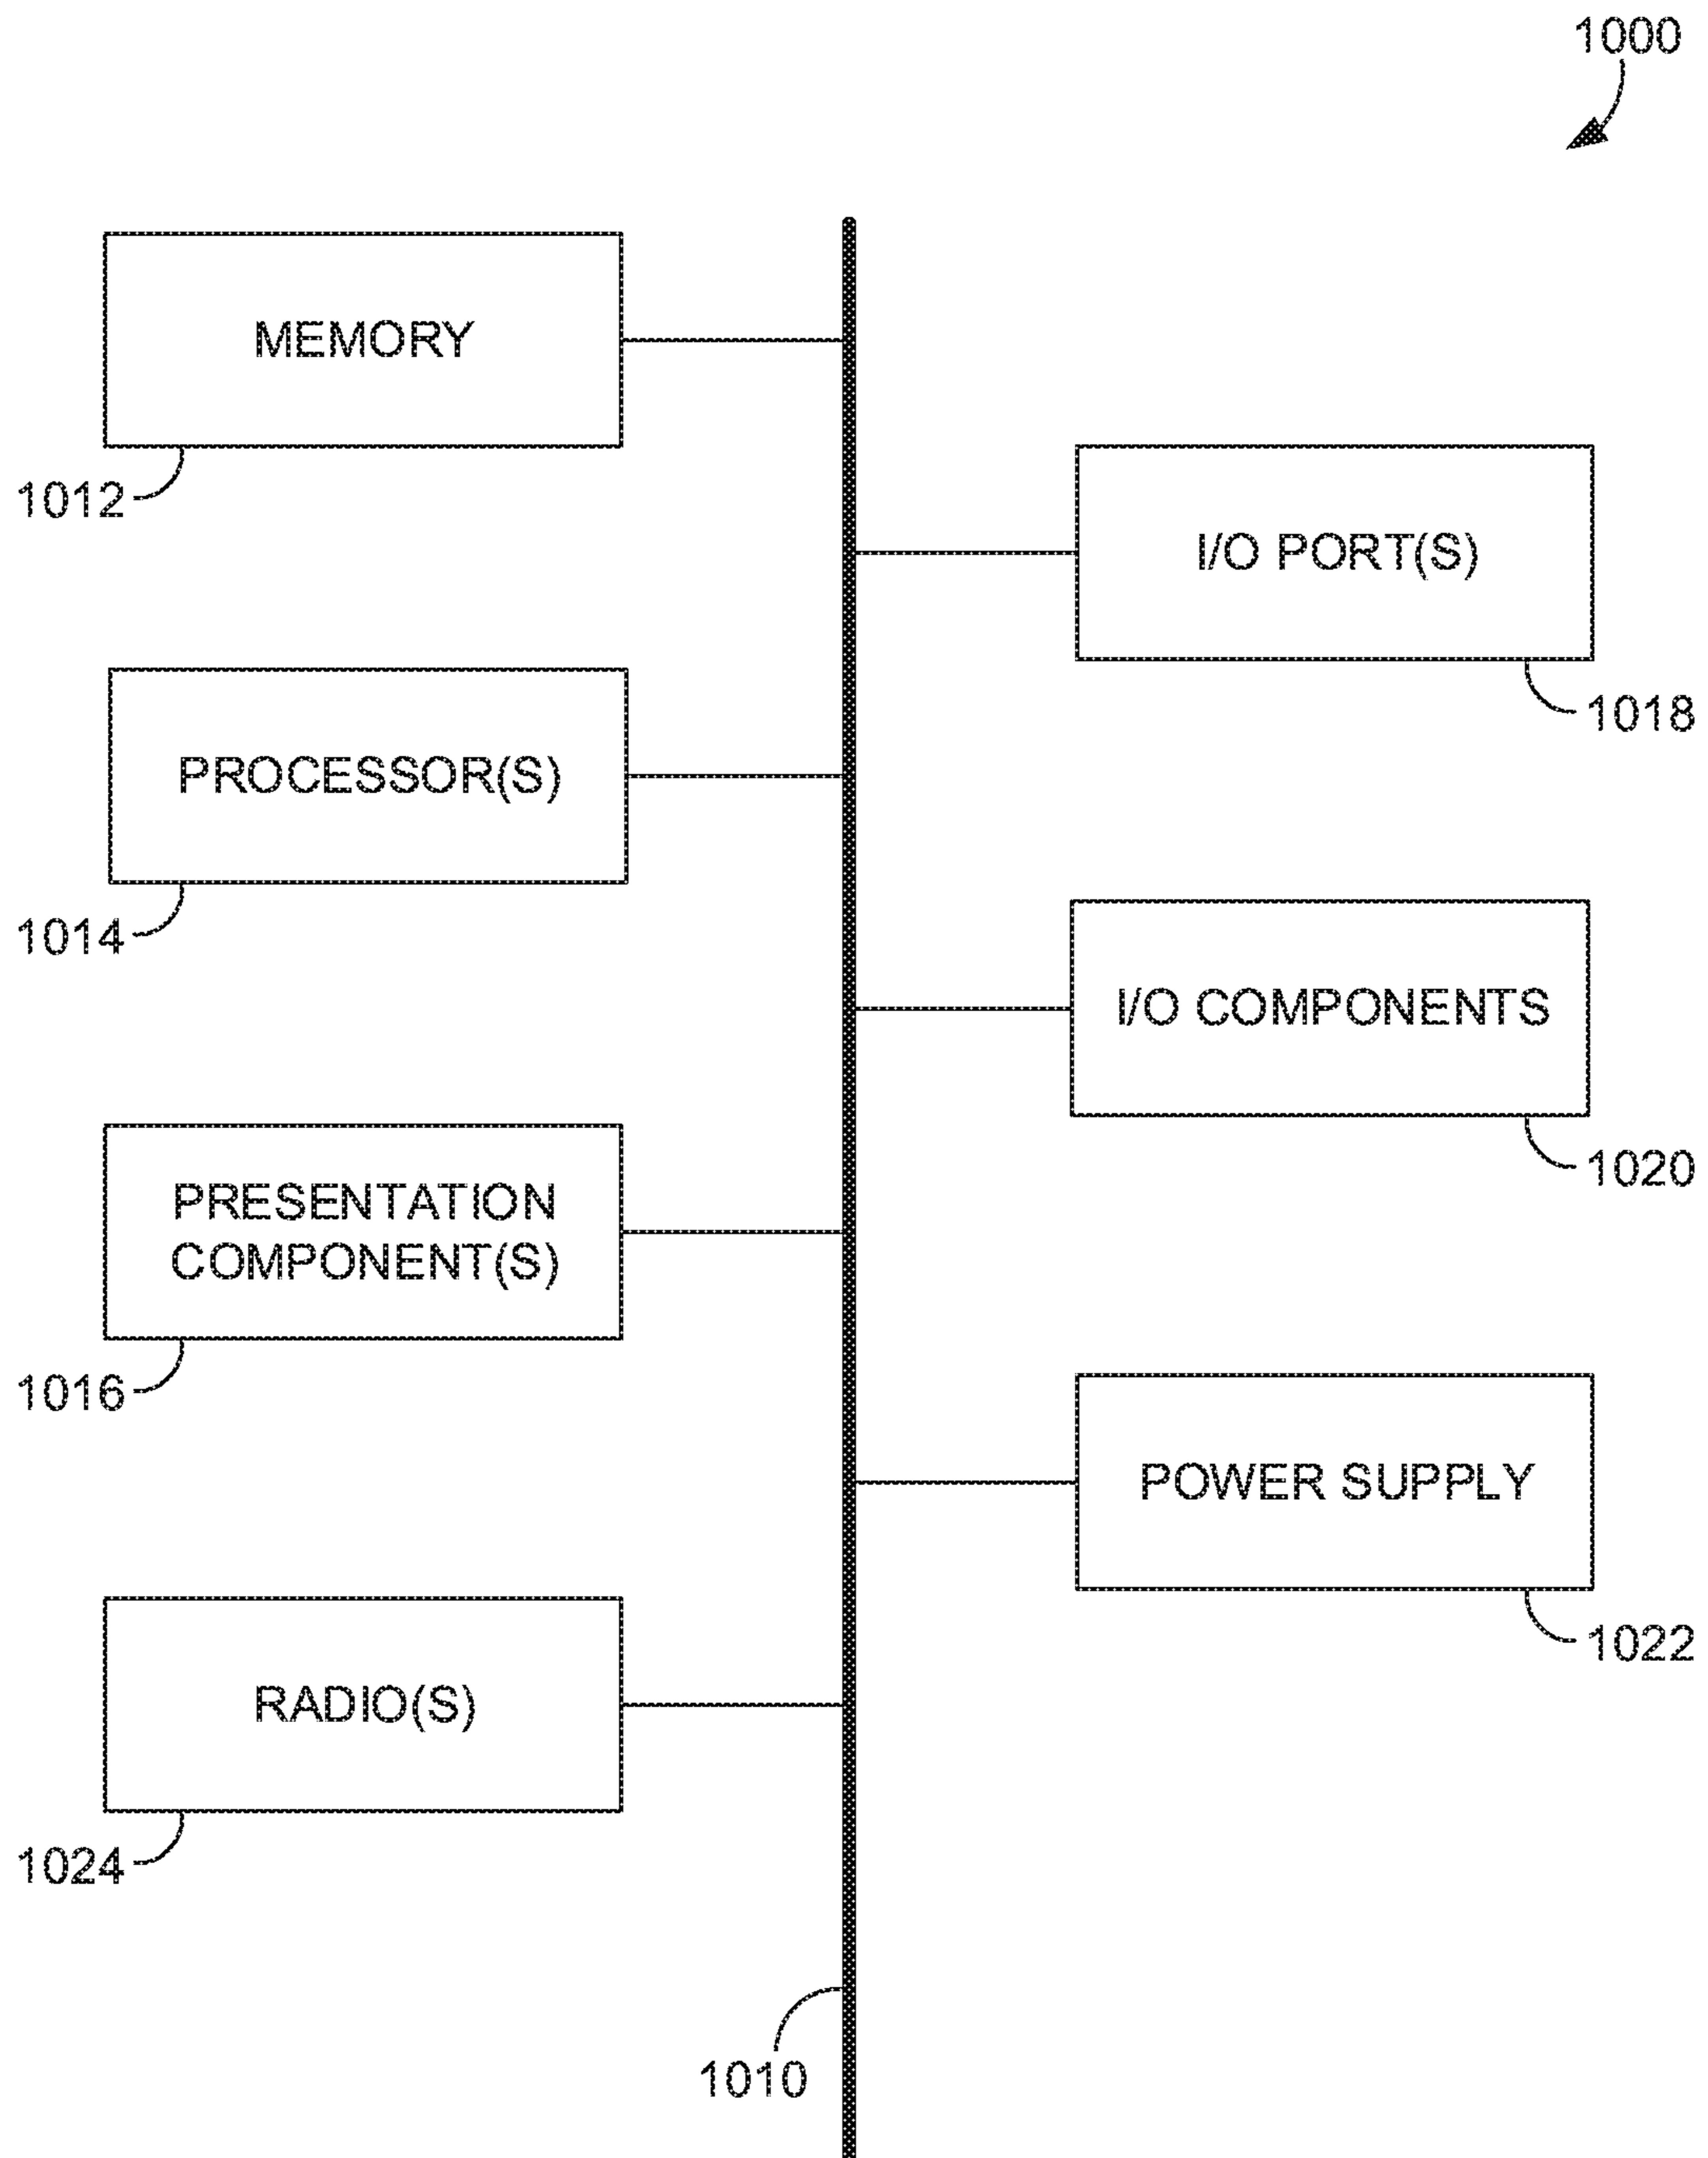 1000
MEMORY
1012
I/O PORT(S)
1018
PROCESSOR(S)
1014
I/O COMPONENTS
1020
PRESENTATION
COMPONENT(S)
1016
POWER SUPPLY
1022
RADIO(S)
1024
1010